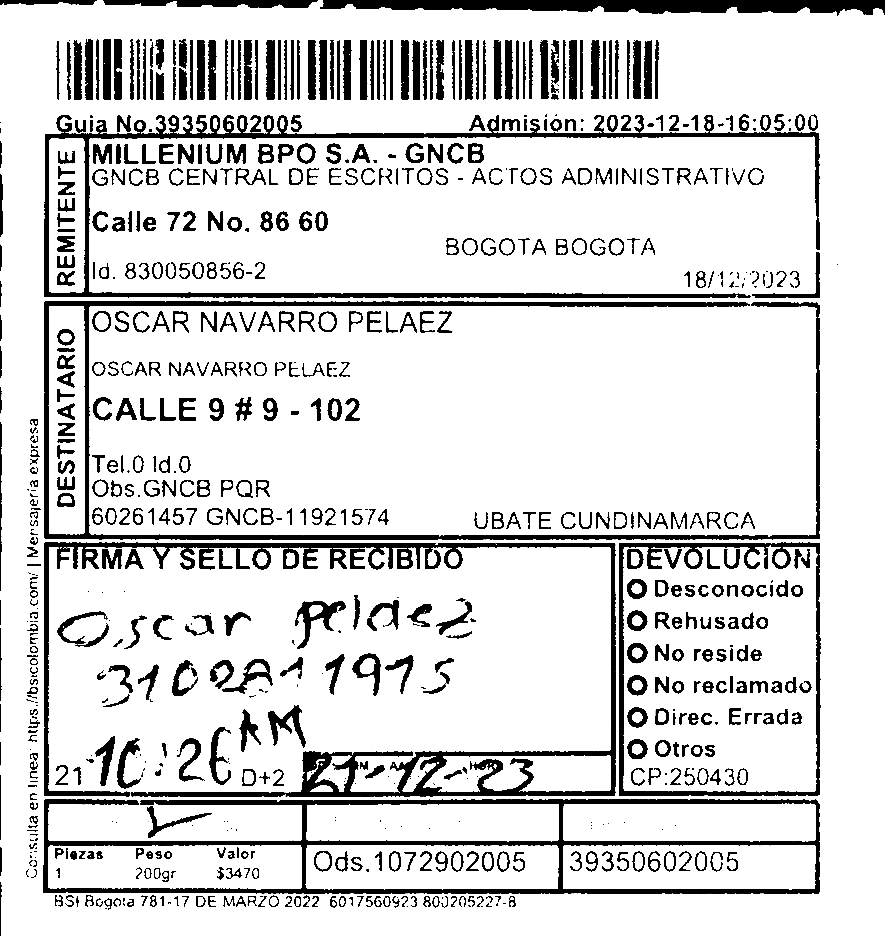 Guia No.39350602005 Admisión: 2023-12-18-16:05:00
REMITENTE
MILLENIUM BPO S.A. - GNCB
GNCB CENTRAL DE ESCRITOS - ACTOS ADMINISTRATIVO
Calle 72 No. 86 60
BOGOTA BOGOTA
Id. 830050856-2
18/12/2023
DESTINATARIO
OSCAR NAVARRO PELAEZ
OSCAR NAVARRO PELAEZ
CALLE 9 # 9 - 102
Tel.0 Id.0
Obs.GNCB PQR
60261457 GNCB-11921574 UBATE CUNDINAMARCA
Consulta en linea: https://bsicolombia.com/ | Mensajería expresa
FIRMA Y SELLO DE RECIBIDO
Oscar pelaez
3102811975
10:26 AM
21 D+2
21-12-23
DEVOLUCIÓN
Desconocido
Rehusado
No reside
No reclamado
Direc. Errada
Otros
CP:250430
Piezas Peso Valor
1 200gr $3470
Ods.1072902005
39350602005
BSI Bogota 781-17 DE MARZO 2022 6017560923 800205227-8